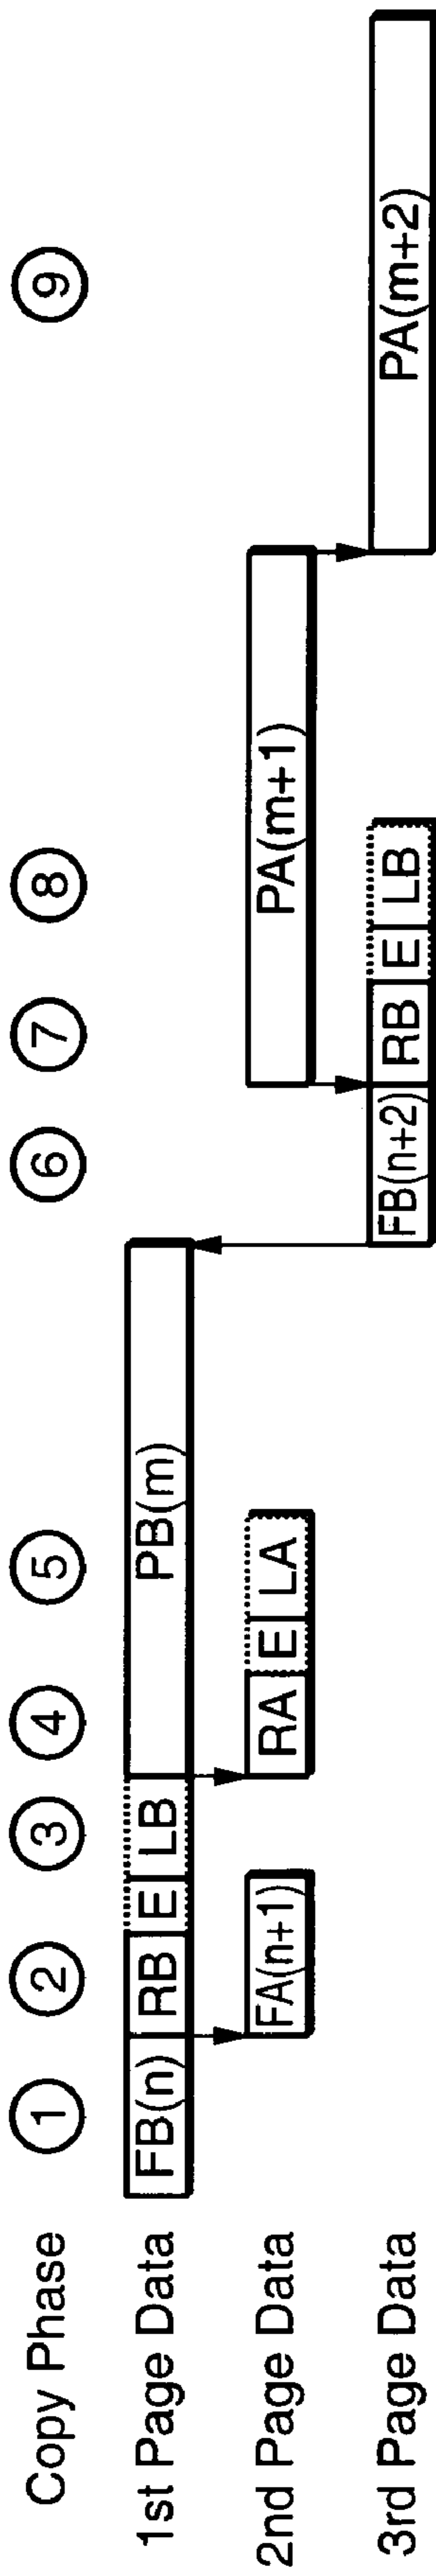 Copy Phase ① ② ③ ④ ⑤ ⑥ ⑦ ⑧ ⑨
1st Page Data FB(n) RB E LB PB(m)
2nd Page Data FA(n+1) RA E LA PA(m+1)
3rd Page Data FB(n+2) RB E LB PA(m+2)